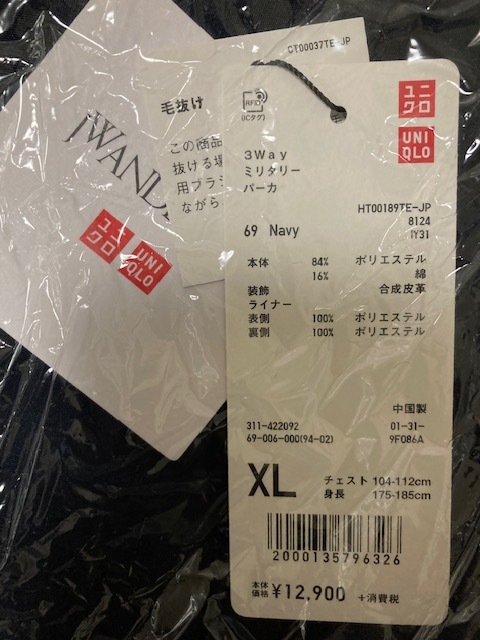 CT00037TE-JP
毛抜け
この商品
抜ける場
用ブラシ
ながら
JWAND
ユニ
クロ
UNI
QLO
RFID
(ICタグ)
ユニ
クロ
UNI
QLO
3Way
ミリタリー
パーカ
HT00189TE-JP
8124
69 Navy
IY31
本体 84% ポリエステル
16% 綿
装飾 合成皮革
ライナー
表側 100% ポリエステル
裏側 100% ポリエステル
中国製
311-422092 01-31-
69-006-000(94-02) 9F086A
XL チェスト 104-112cm
身長 175-185cm
2000135796326
本体
価格 ¥12,900 +消費税